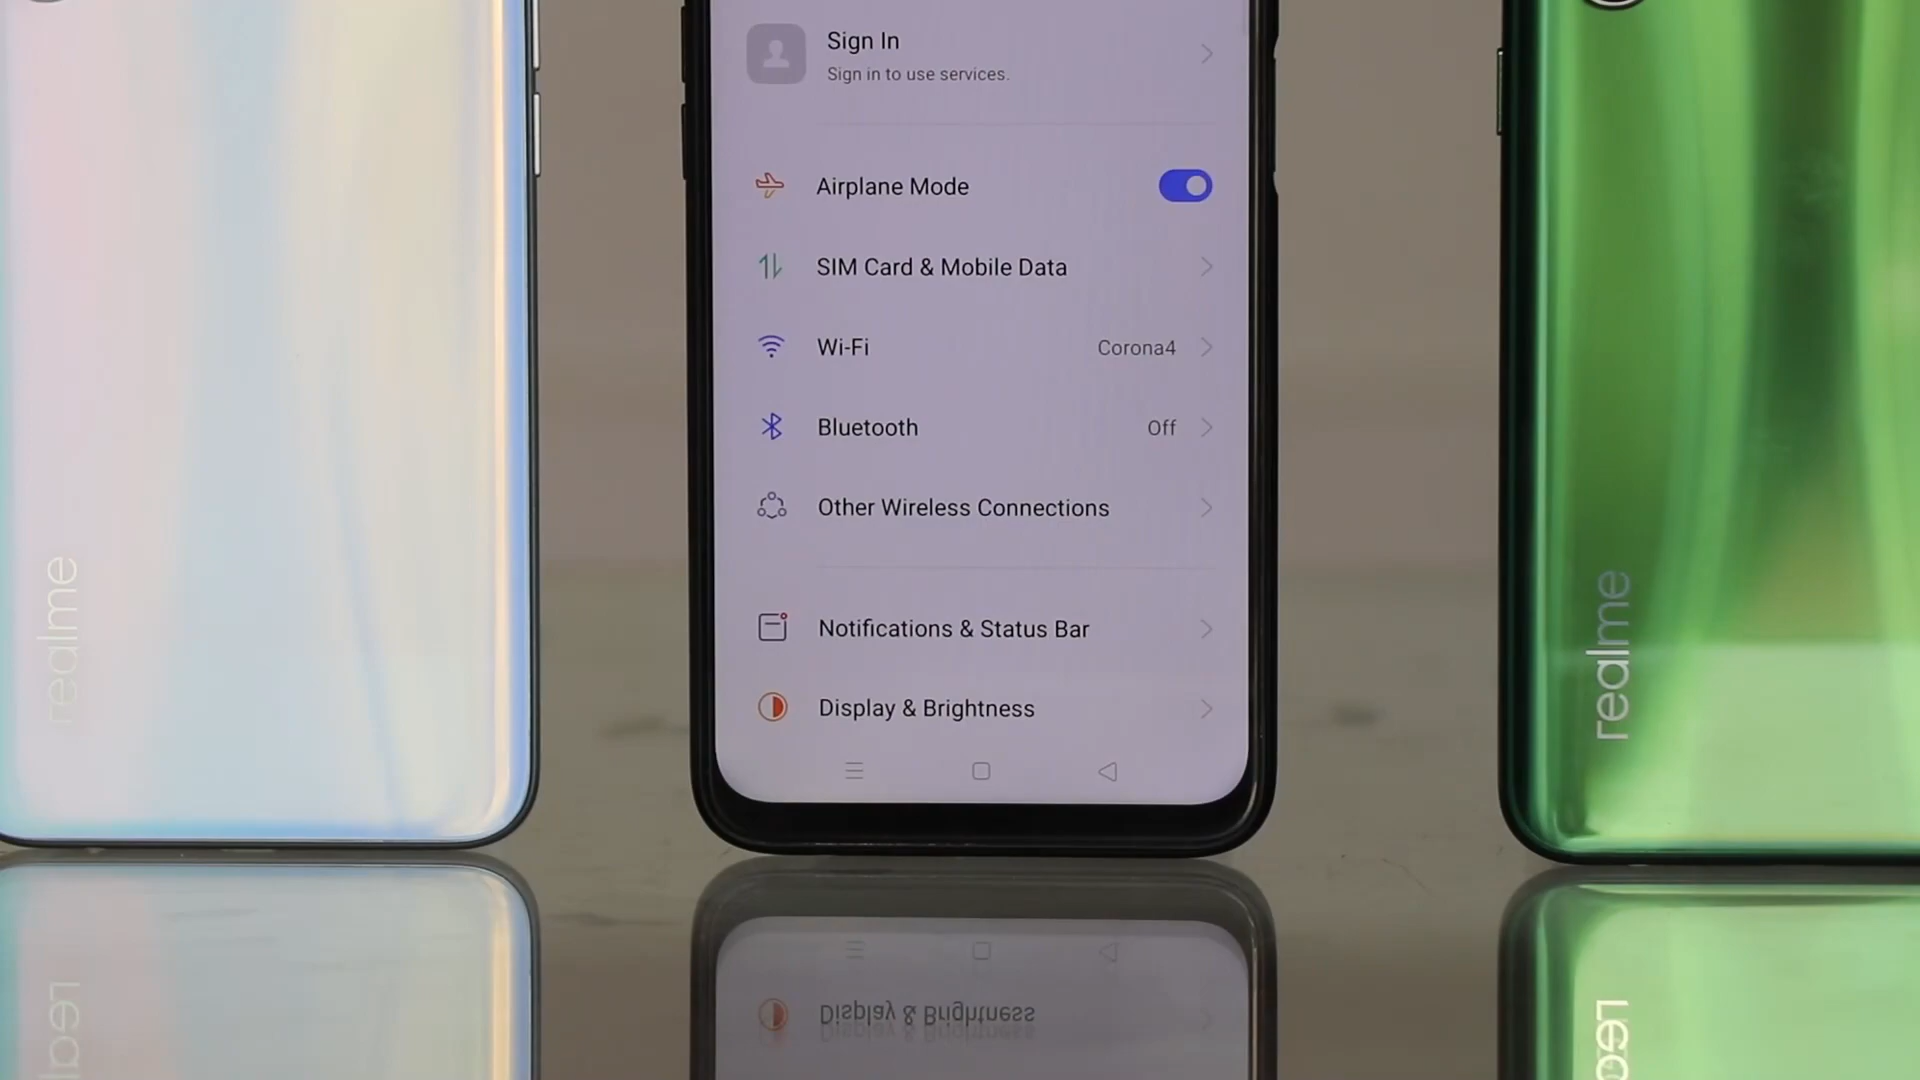 Sign In
Sign in to use services.
Airplane Mode
SIM Card & Mobile Data
Wi-Fi Corona4
Bluetooth Off
Other Wireless Connections
Notifications & Status Bar
Display & Brightness
realme
realme